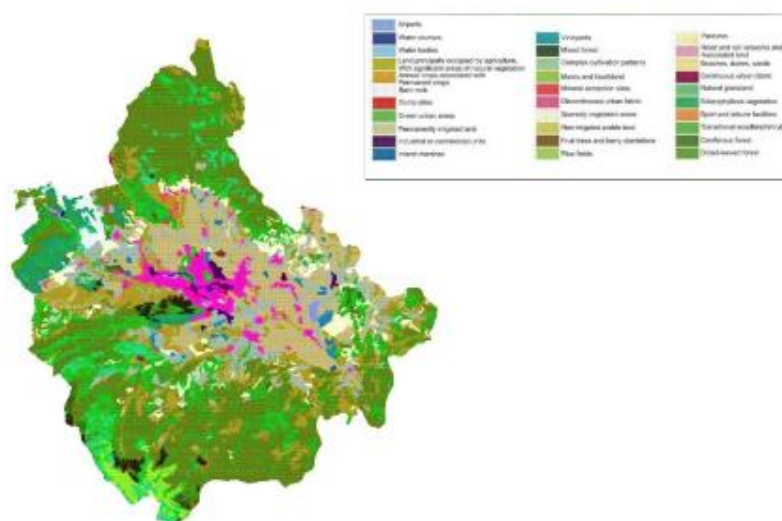 Airports
Water courses
Water bodies
Land principally occupied by agriculture,
With significant areas of natural vegetation
Annual crops associated with
Permanent crops
Bare rock
Dump sites
Green urban areas
Permanently irrigated land
Industrial or commercial units
Inland marshes
Vineyards
Mixed forest
Complex cultivation patterns
Moors and heathland
Mineral extraction sites
Discontinuous urban fabric
Sparsely vegetated areas
Non-irrigated arable land
Fruit trees and berry plantations
Rice fields
Pastures
Road and rail networks and
Associated land
Beaches, dunes, sands
Continuous urban fabric
Natural grassland
Sclerophyllous vegetation
Sport and leisure facilities
Transitional woodland/shrub
Coniferous forest
Broad-leaved forest